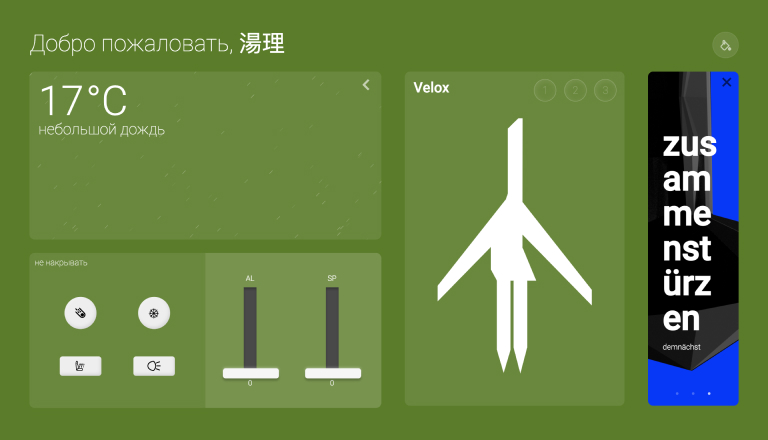 Добро пожаловать, 湯理
17°C
небольшой дождь
не накрывать
AL
SP
0
0
Velox
1
2
3
zus
am
me
nst
ürz
en
demnächst